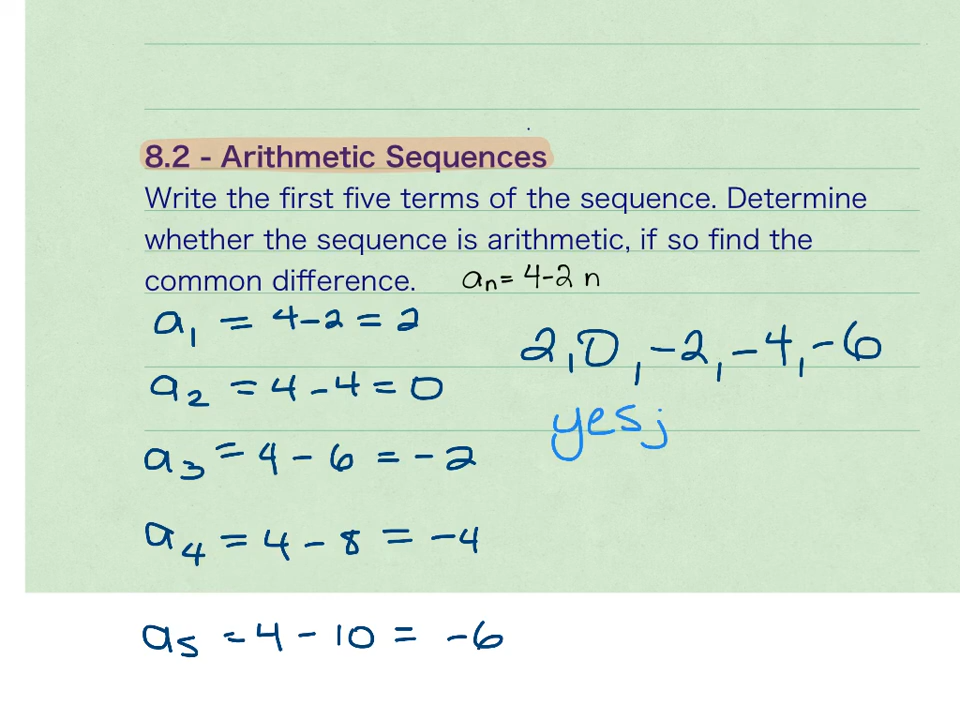 8.2 - Arithmetic Sequences
Write the first five terms of the sequence. Determine
whether the sequence is arithmetic, if so find the
common difference. aₙ = 4-2 n
a₁ = 4-2 = 2
2, 0, -2, -4, -6
a₂ = 4-4 = 0
yes;
a₃ = 4 - 6 = -2
a₄ = 4 - 8 = -4
a₅ = 4 - 10 = -6